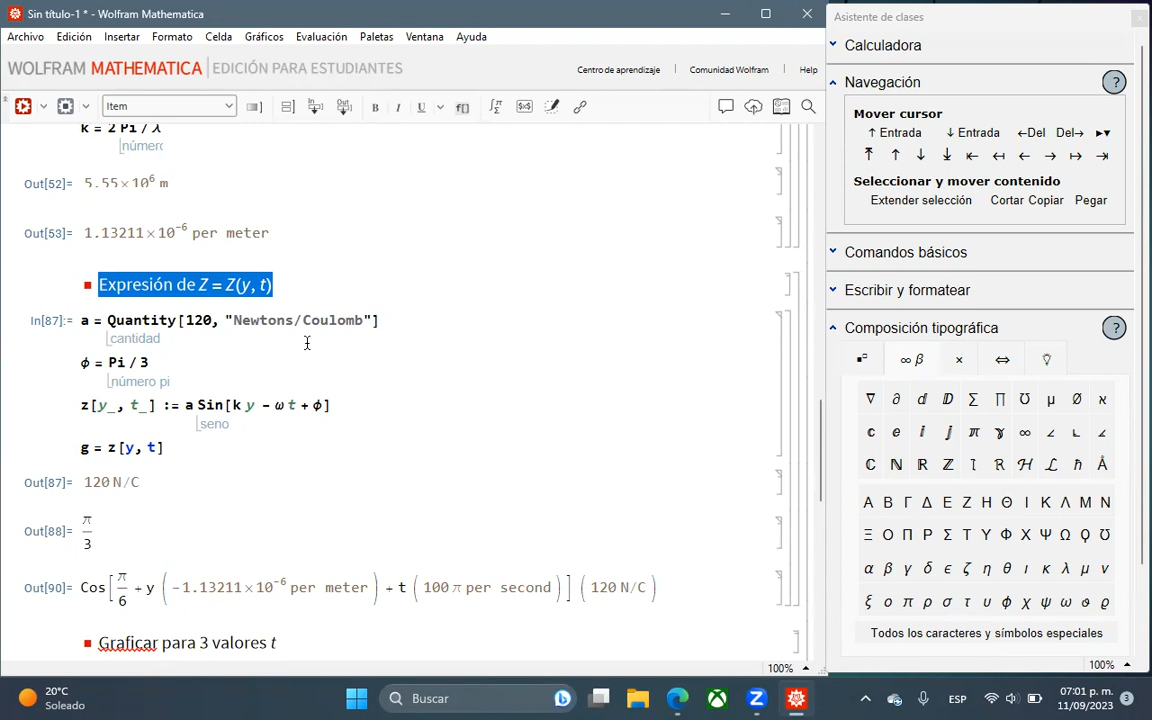 Sin título-1 * - Wolfram Mathematica
Archivo Edición Insertar Formato Celda Gráficos Evaluación Paletas Ventana Ayuda
WOLFRAM MATHEMATICA | EDICIÓN PARA ESTUDIANTES
Centro de aprendizaje | Comunidad Wolfram | Help
Item
k = 2 Pi / λ
número
Out[52]= 5.55×10^6 m
Out[53]= 1.13211×10^-6 per meter
Expresión de Z = Z(y, t)
In[87]:= a = Quantity[120, "Newtons/Coulomb"]
cantidad
ϕ = Pi / 3
número pi
z[y_, t_] := a Sin[k y - ω t + ϕ]
seno
g = z[y, t]
Out[87]= 120 N/C
Out[88]= π/3
Out[90]= Cos[π/6 + y (-1.13211×10^-6 per meter) + t (100 π per second)] (120 N/C)
Graficar para 3 valores t
100%
Asistente de clases
Calculadora
Navegación ?
Mover cursor
↑ Entrada ↓ Entrada ←Del Del→ ▸▾
⤒ ↑ ↓ ⤓ ⇤ ↤ ← → ↦ ⇥
Seleccionar y mover contenido
Extender selección Cortar Copiar Pegar
Comandos básicos
Escribir y formatear
Composición tipográfica ?
∞ β × ⇔
∇ ∂ ⅆ ⅅ ∑ ∏ ℧ μ Ø ℵ
𝕔 ⅇ ⅈ ⅉ π ∞ ∠ ∟
ℂ ℕ ℝ ℤ ℋ ℒ ℏ Å
Α Β Γ Δ Ε Ζ Η Θ Ι Κ Λ Μ Ν
Ξ Ο Π Ρ Σ Τ Υ Φ Χ Ψ Ω Ϙ ℧
α β γ δ ϵ ζ η θ ι κ λ μ ν
ξ ο π ρ σ τ υ φ χ ψ ω ϑ ϱ
Todos los caracteres y símbolos especiales
100%
20°C
Soleado
Buscar
ESP
07:01 p. m.
11/09/2023
3